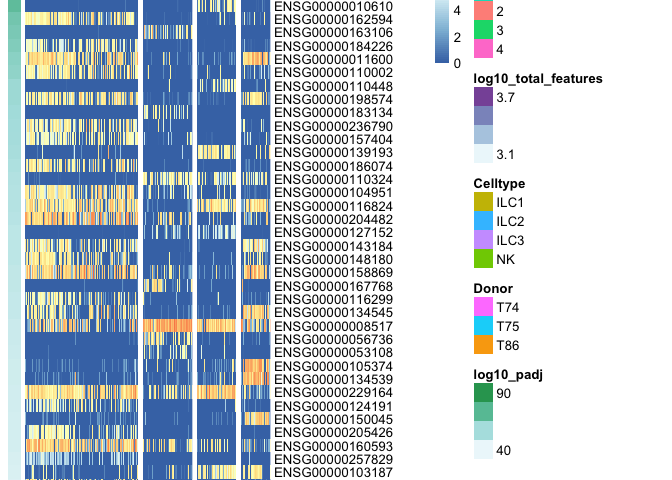 ENSG00000010610
ENSG00000162594
ENSG00000163106
ENSG00000184226
ENSG00000011600
ENSG00000110002
ENSG00000110448
ENSG00000198574
ENSG00000183134
ENSG00000236790
ENSG00000157404
ENSG00000139193
ENSG00000186074
ENSG00000110324
ENSG00000104951
ENSG00000116824
ENSG00000204482
ENSG00000127152
ENSG00000143184
ENSG00000148180
ENSG00000158869
ENSG00000167768
ENSG00000116299
ENSG00000134545
ENSG00000008517
ENSG00000056736
ENSG00000053108
ENSG00000105374
ENSG00000134539
ENSG00000229164
ENSG00000124191
ENSG00000150045
ENSG00000205426
ENSG00000160593
ENSG00000257829
ENSG00000103187
4
2
0
2
3
4
log10_total_features
3.7
3.1
Celltype
ILC1
ILC2
ILC3
NK
Donor
T74
T75
T86
log10_padj
90
40